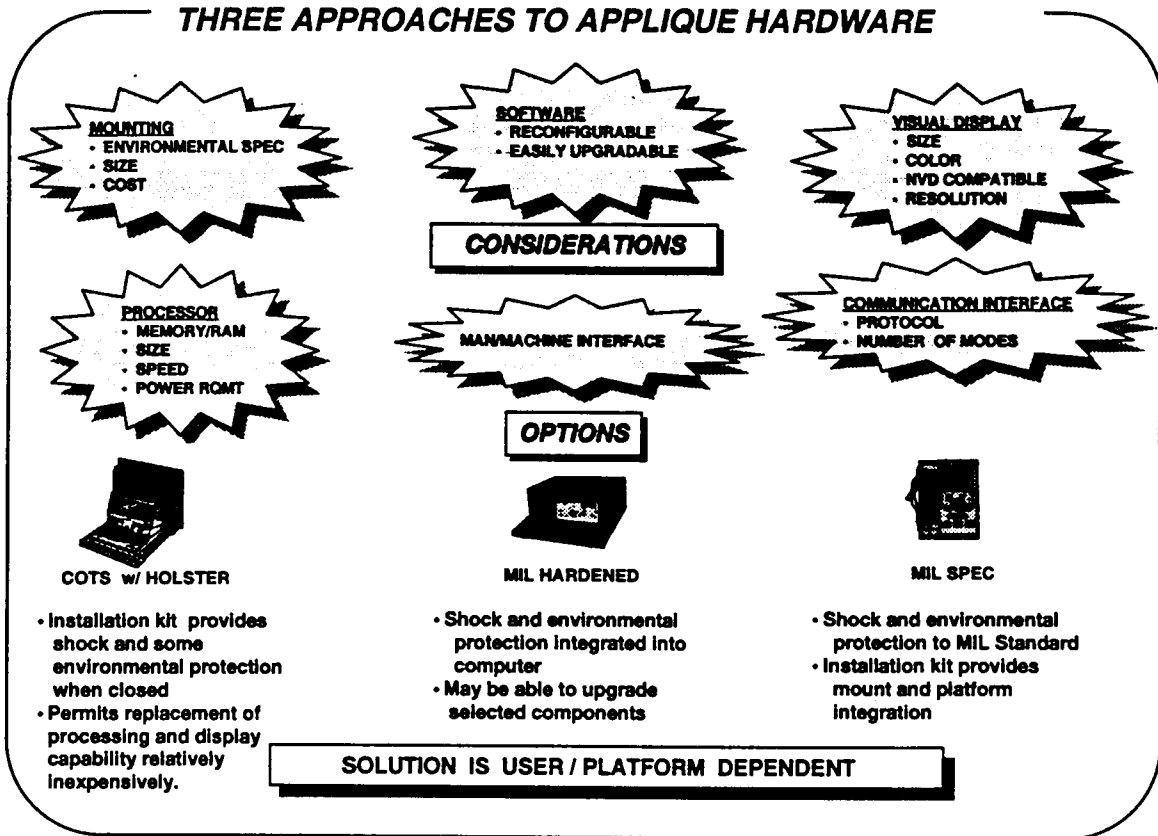 THREE APPROACHES TO APPLIQUE HARDWARE
MOUNTING
• ENVIRONMENTAL SPEC
• SIZE
• COST
SOFTWARE
• RECONFIGURABLE
• EASILY UPGRADABLE
VISUAL DISPLAY
• SIZE
• COLOR
• NVD COMPATIBLE
• RESOLUTION
CONSIDERATIONS
PROCESSOR
• MEMORY/RAM
• SIZE
• SPEED
• POWER RQMT
MAN/MACHINE INTERFACE
COMMUNICATION INTERFACE
• PROTOCOL
• NUMBER OF MODES
OPTIONS
COTS w/ HOLSTER
• Installation kit provides
shock and some
environmental protection
when closed
• Permits replacement of
processing and display
capability relatively
inexpensively.
MIL HARDENED
• Shock and environmental
protection integrated into
computer
• May be able to upgrade
selected components
MIL SPEC
• Shock and environmental
protection to MIL Standard
• Installation kit provides
mount and platform
integration
SOLUTION IS USER / PLATFORM DEPENDENT